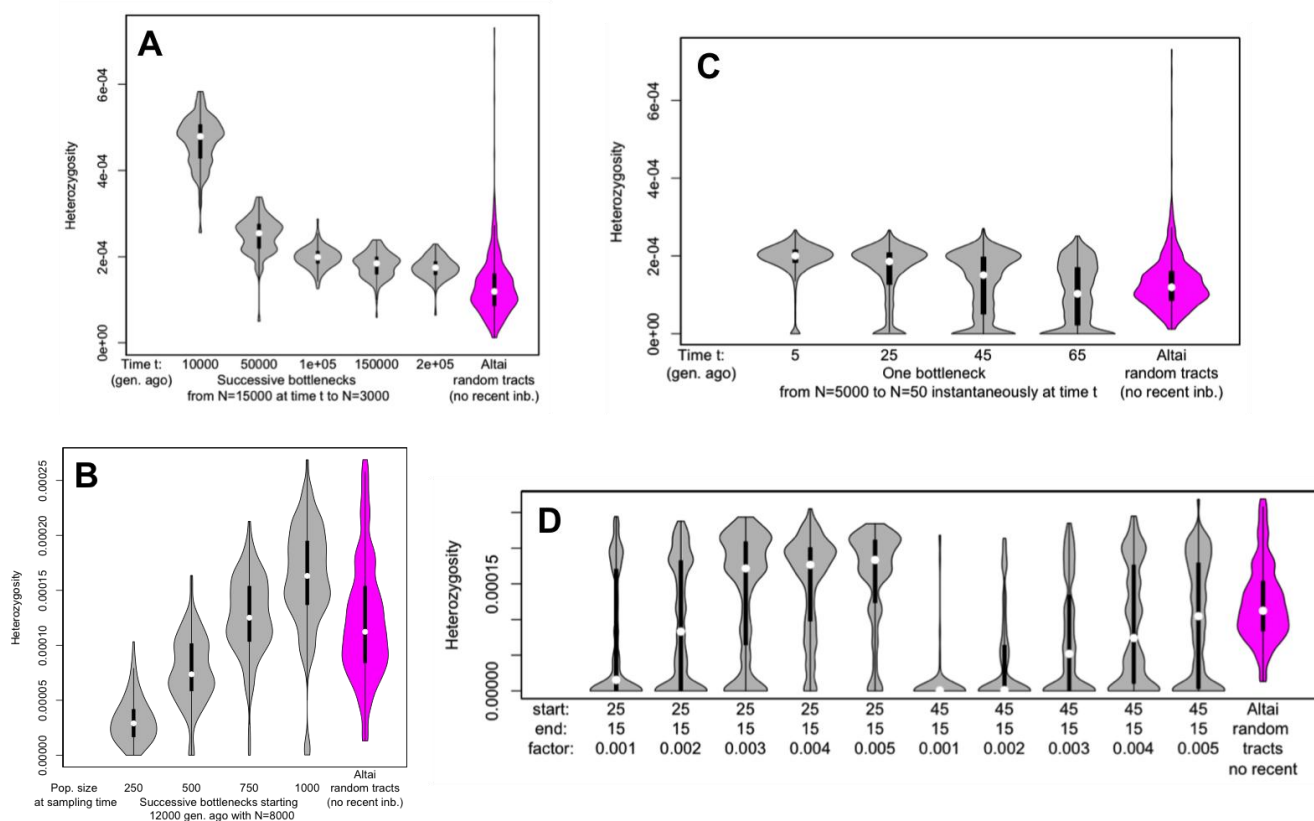 A
Heterozygosity
6e-04
4e-04
2e-04
0e+00
Time t: 10000 50000 1e+05 150000 2e+05 Altai
(gen. ago) Successive bottlenecks random tracts
from N=15000 at time t to N=3000 (no recent inb.)
C
Heterozygosity
6e-04
4e-04
2e-04
0e+00
Time t: 5 25 45 65 Altai
(gen. ago) One bottleneck random tracts
from N=5000 to N=50 instantaneously at time t (no recent inb.)
B
Heterozygosity
0.00025
0.00020
0.00015
0.00010
0.00005
0.00000
Altai
Pop. size 250 500 750 1000 random tracts
at sampling time Successive bottlenecks starting (no recent inb.)
12000 gen. ago with N=8000
D
Heterozygosity
0.00015
0.00000
start: 25 25 25 25 25 45 45 45 45 45 Altai
end: 15 15 15 15 15 15 15 15 15 15 random
factor: 0.001 0.002 0.003 0.004 0.005 0.001 0.002 0.003 0.004 0.005 tracts
no recent